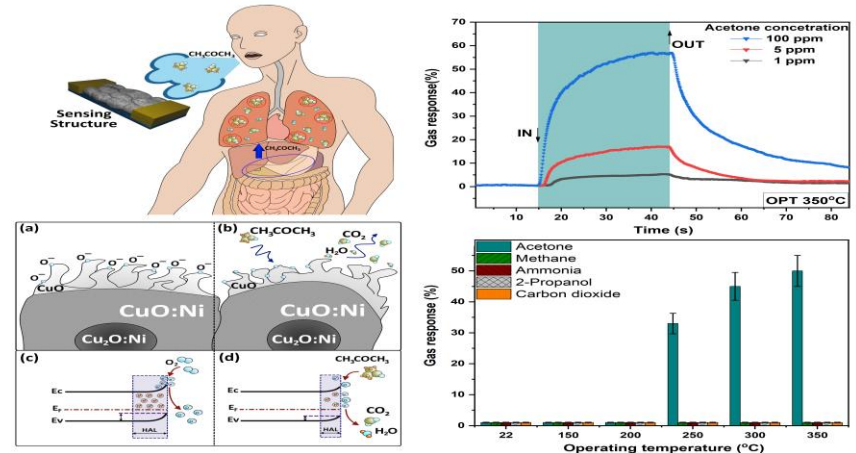 CH₃COCH₃
Sensing
Structure
CH₃COCH₃
(a)
O⁻ O⁻ O⁻ O⁻ O⁻ O⁻ O⁻ O⁻ O⁻
CuO
CuO:Ni
Cu₂O:Ni
(b)
CH₃COCH₃
CO₂
H₂O
CuO
CuO:Ni
Cu₂O:Ni
(c)
O₂
Ec
E_F
Ev
HAL
(d)
CH₃COCH₃
Ec
E_F
Ev
HAL
CO₂
H₂O
Gas response(%)
70
60
50
40
30
20
10
0
Acetone concetration
100 ppm
5 ppm
1 ppm
IN
OUT
OPT 350°C
10 20 30 40 50 60 70 80
Time (s)
Gas response (%)
50
40
30
20
10
0
Acetone
Methane
Ammonia
2-Propanol
Carbon dioxide
22 150 200 250 300 350
Operating temperature (°C)